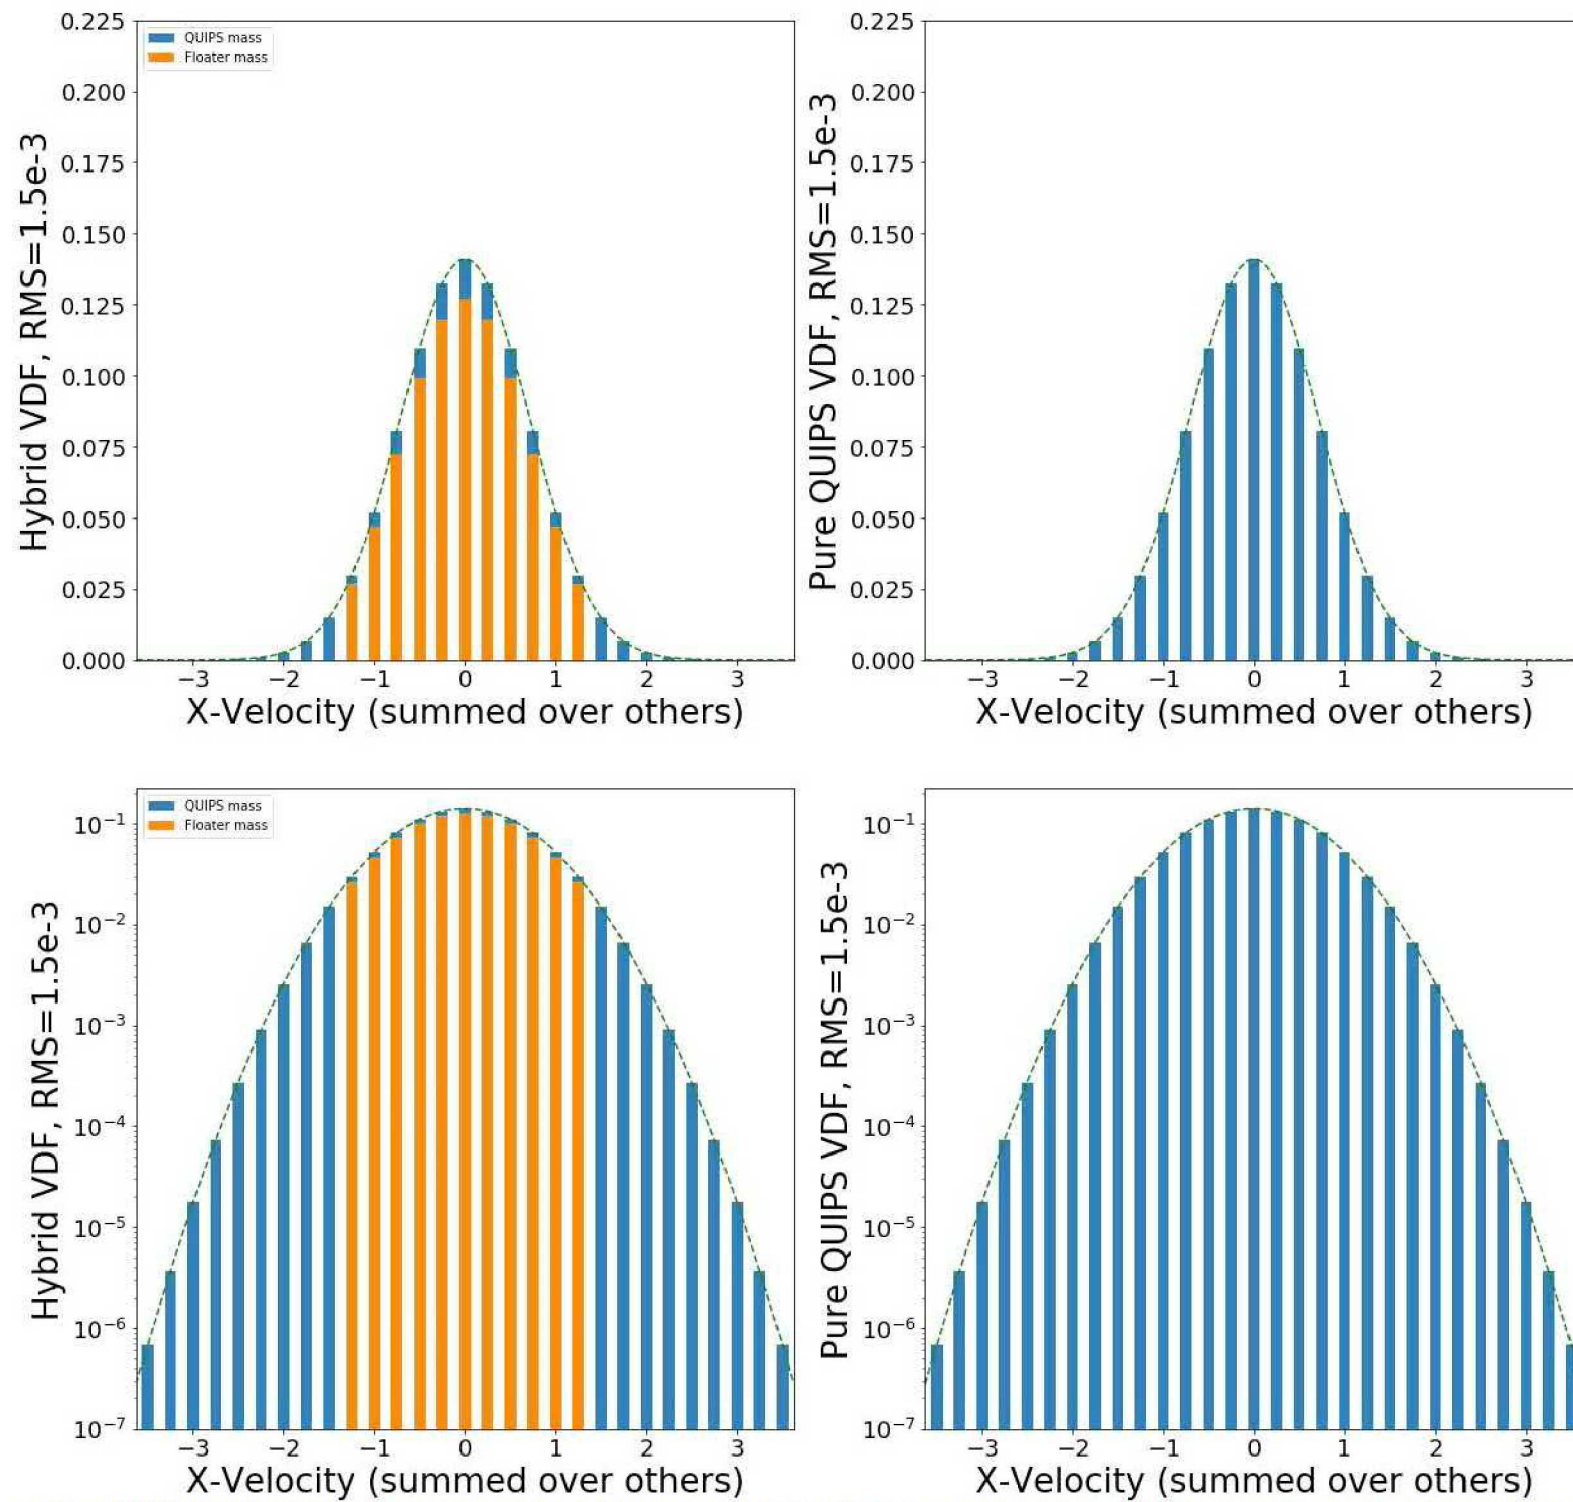 0.225
0.200
0.175
0.150
0.125
0.100
0.075
0.050
0.025
0.000
Hybrid VDF, RMS=1.5e-3
QUIPS mass
Floater mass
−3 −2 −1 0 1 2 3
X-Velocity (summed over others)
0.225
0.200
0.175
0.150
0.125
0.100
0.075
0.050
0.025
0.000
Pure QUIPS VDF, RMS=1.5e-3
−3 −2 −1 0 1 2 3
X-Velocity (summed over others)
10⁻¹
10⁻²
10⁻³
10⁻⁴
10⁻⁵
10⁻⁶
10⁻⁷
Hybrid VDF, RMS=1.5e-3
QUIPS mass
Floater mass
−3 −2 −1 0 1 2 3
X-Velocity (summed over others)
10⁻¹
10⁻²
10⁻³
10⁻⁴
10⁻⁵
10⁻⁶
10⁻⁷
Pure QUIPS VDF, RMS=1.5e-3
−3 −2 −1 0 1 2 3
X-Velocity (summed over others)